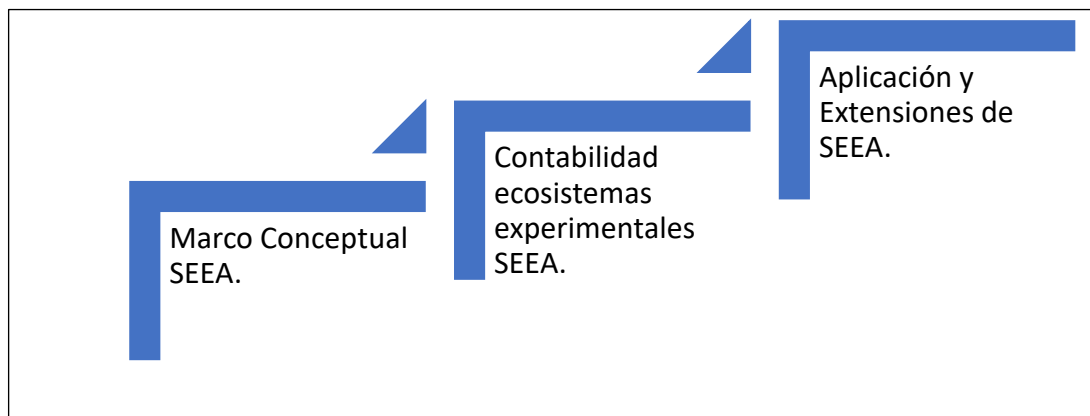 Marco Conceptual
SEEA.
Contabilidad
ecosistemas
experimentales
SEEA.
Aplicación y
Extensiones de
SEEA.